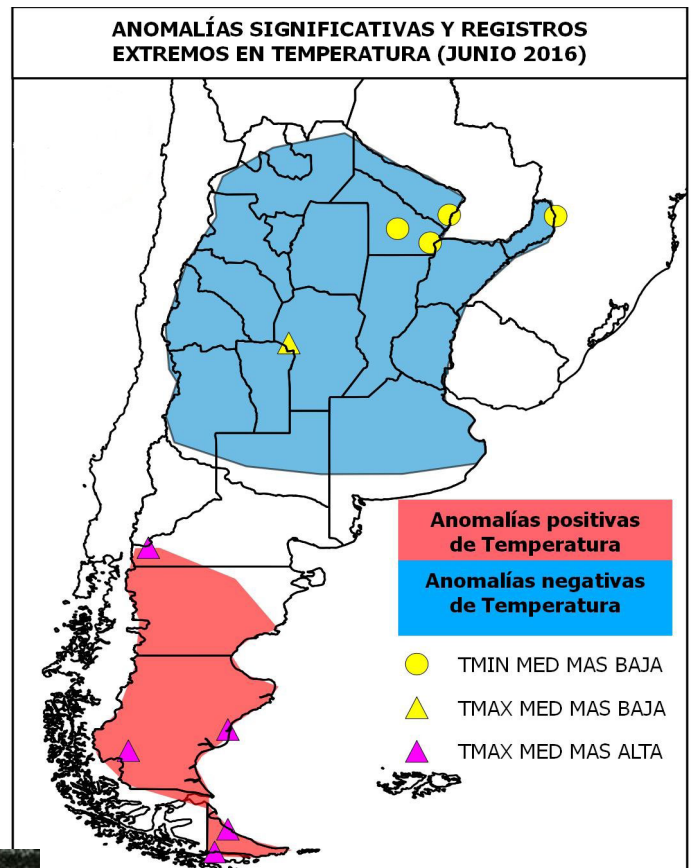 ANOMALÍAS SIGNIFICATIVAS Y REGISTROS
EXTREMOS EN TEMPERATURA (JUNIO 2016)
Anomalías positivas
de Temperatura
Anomalías negativas
de Temperatura
TMIN MED MAS BAJA
TMAX MED MAS BAJA
TMAX MED MAS ALTA